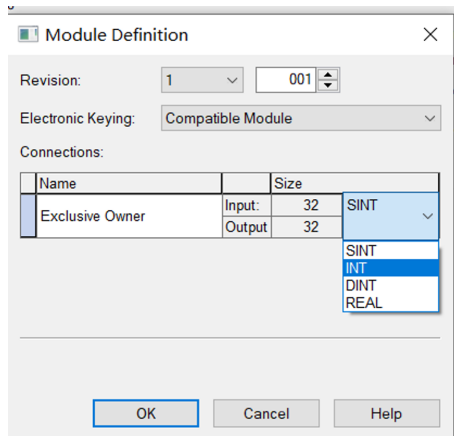 Module Definition
Revision: 1 001
Electronic Keying: Compatible Module
Connections:
Name Size
Exclusive Owner Input: 32 SINT
Output 32
SINT
INT
DINT
REAL
OK Cancel Help